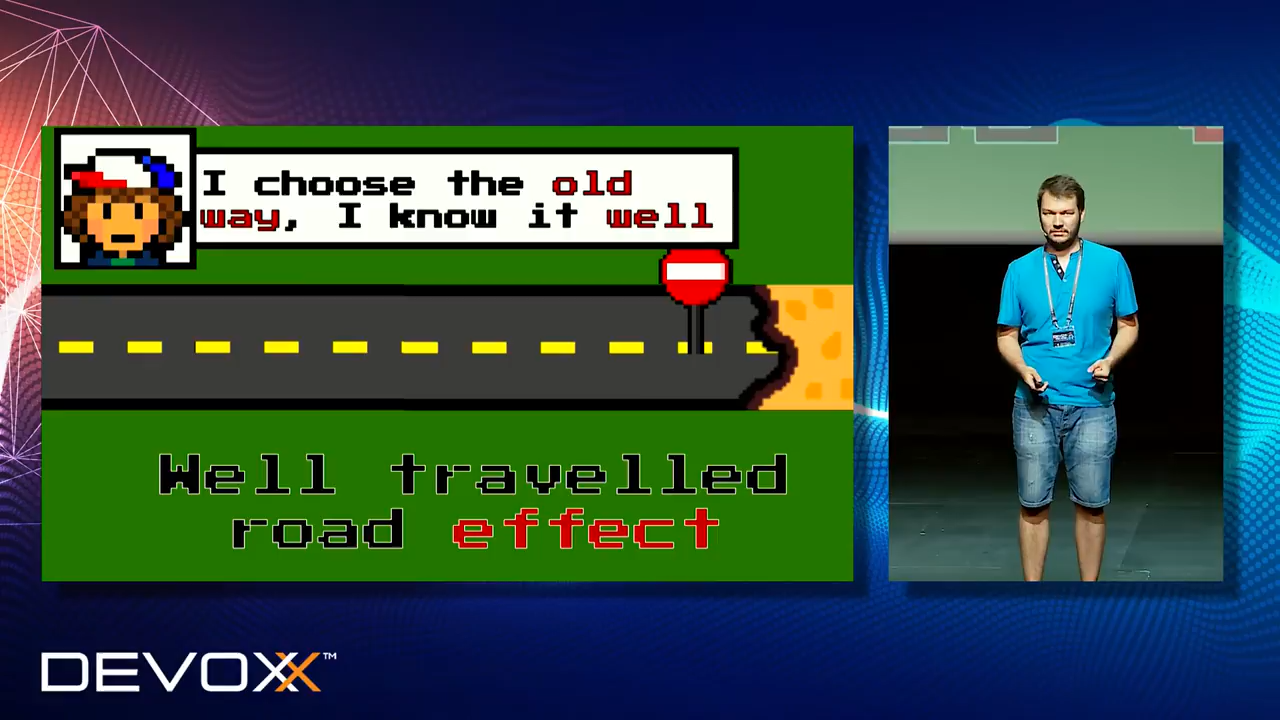 I choose the old
way, I know it well
Well travelled
road effect
DEVOXX™